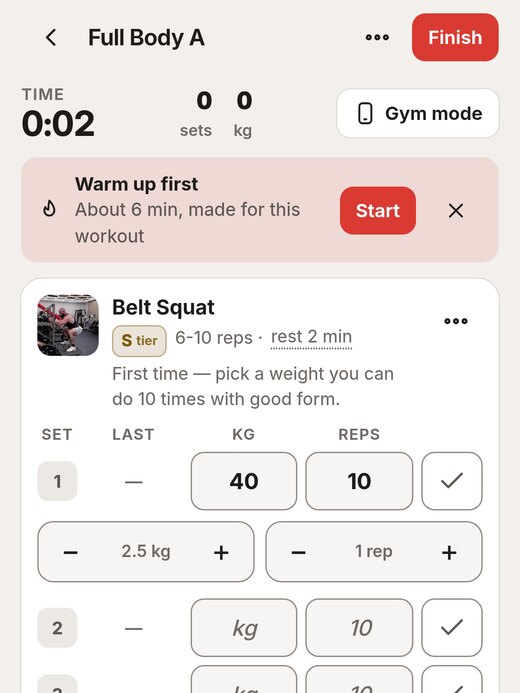 Full Body A
Finish
TIME
0:02
0 0
sets kg
Gym mode
Warm up first
About 6 min, made for this
workout
Start
Belt Squat
S tier 6-10 reps · rest 2 min
First time — pick a weight you can
do 10 times with good form.
SET LAST KG REPS
1 — 40 10
− 2.5 kg + − 1 rep +
2 — kg 10
3 kg 10